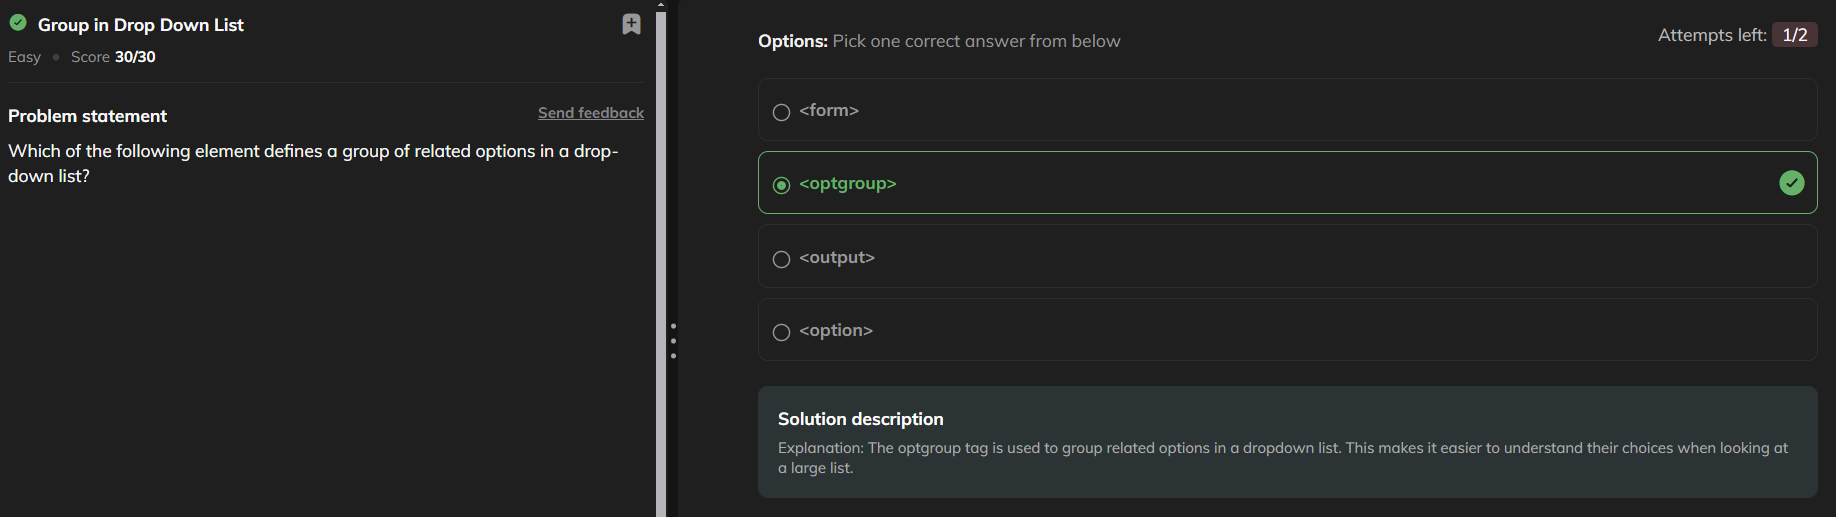 Group in Drop Down List
Easy • Score 30/30
Problem statement
Send feedback
Which of the following element defines a group of related options in a drop-
down list?
Options: Pick one correct answer from below
Attempts left: 1/2
<form>
<optgroup>
<output>
<option>
Solution description
Explanation: The optgroup tag is used to group related options in a dropdown list. This makes it easier to understand their choices when looking at
a large list.